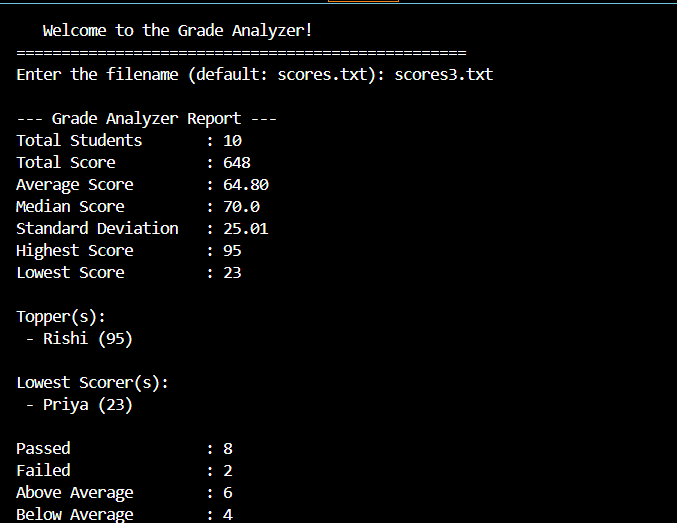 Welcome to the Grade Analyzer!
==================================================
Enter the filename (default: scores.txt): scores3.txt
--- Grade Analyzer Report ---
Total Students : 10
Total Score : 648
Average Score : 64.80
Median Score : 70.0
Standard Deviation : 25.01
Highest Score : 95
Lowest Score : 23
Topper(s):
- Rishi (95)
Lowest Scorer(s):
- Priya (23)
Passed : 8
Failed : 2
Above Average : 6
Below Average : 4